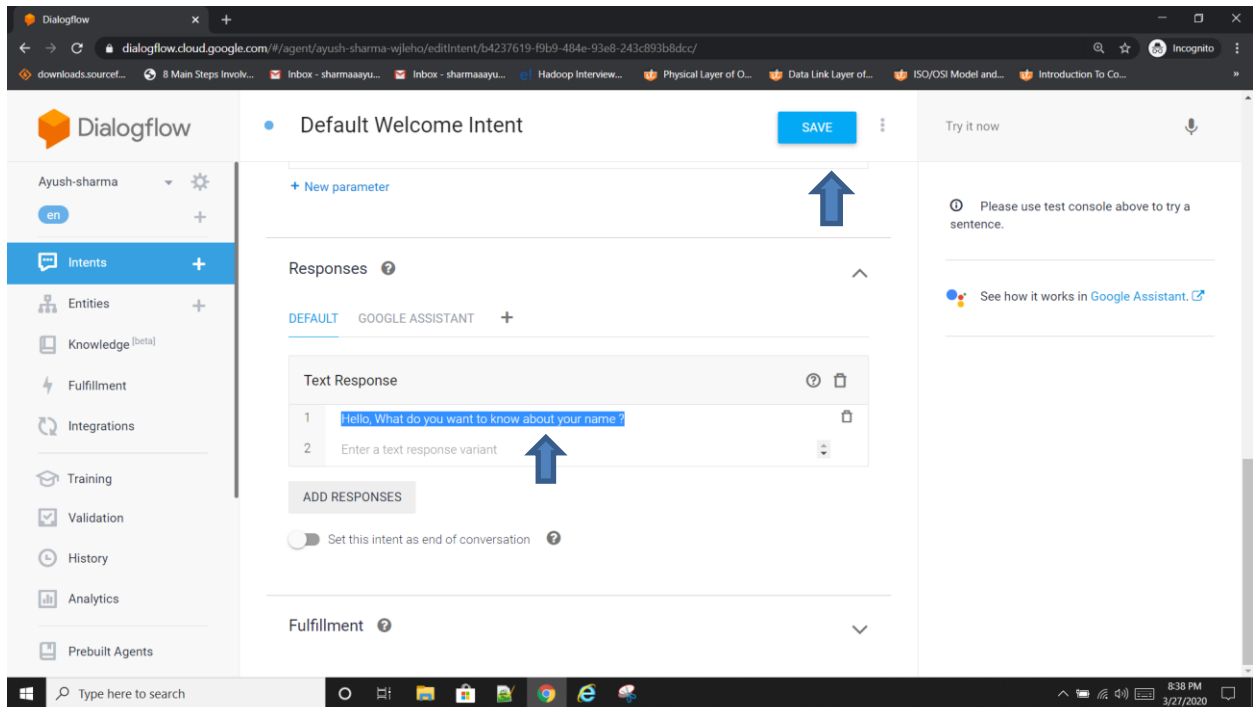 Dialogflow
dialogflow.cloud.google.com/#/agent/ayush-sharma-wjleho/editIntent/b4237619-f9b9-484e-93e8-243c893b8dcc/
Incognito
downloads.sourcef... 8 Main Steps Involv... Inbox - sharmaaayu... Inbox - sharmaaayu... Hadoop Interview... Physical Layer of O... Data Link Layer of... ISO/OSI Model and... Introduction To Co... »
Dialogflow
Default Welcome Intent
SAVE
Try it now
Ayush-sharma
en
Intents
Entities
Knowledge [beta]
Fulfillment
Integrations
Training
Validation
History
Analytics
Prebuilt Agents
+ New parameter
Responses
DEFAULT GOOGLE ASSISTANT +
Text Response
1 Hello, What do you want to know about your name ?
2 Enter a text response variant
ADD RESPONSES
Set this intent as end of conversation
Fulfillment
Please use test console above to try a
sentence.
See how it works in Google Assistant.
Type here to search
8:38 PM
3/27/2020